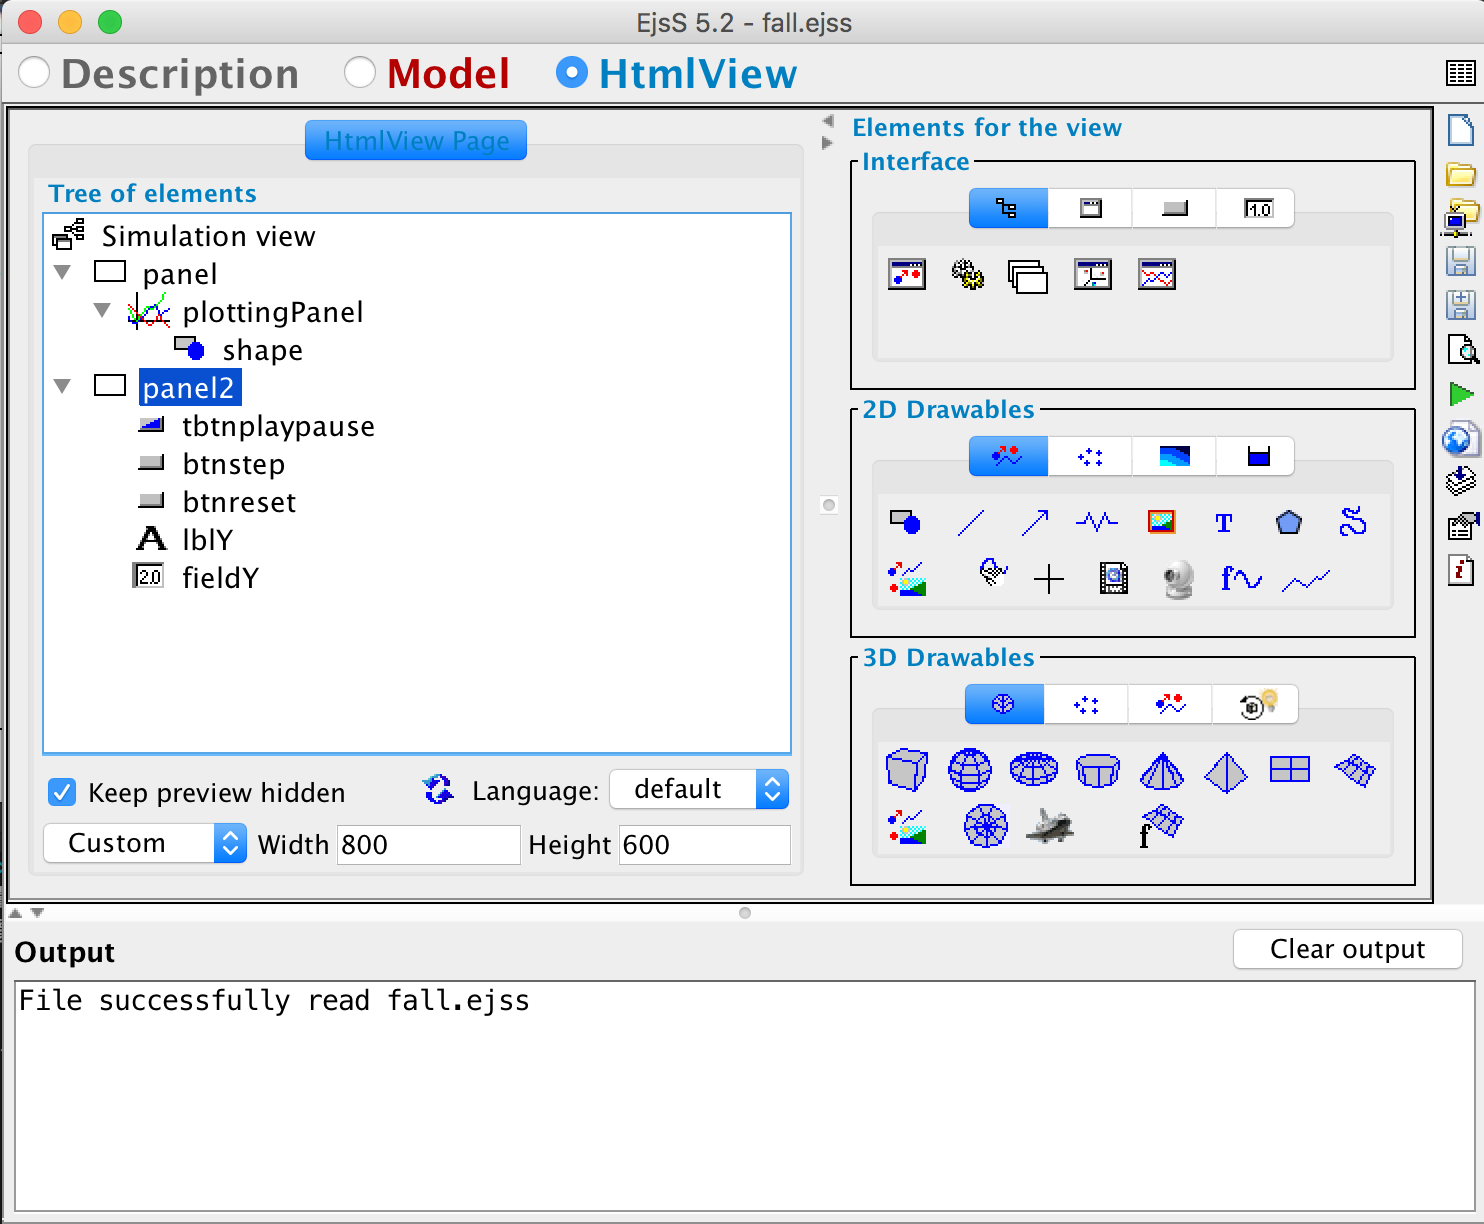 EjsS 5.2 - fall.ejss
Description Model HtmlView
HtmlView Page
Tree of elements
Simulation view
panel
plottingPanel
shape
panel2
tbtnplaypause
btnstep
btnreset
A lblY
2.0 fieldY
Keep preview hidden Language: default
Custom Width 800 Height 600
Elements for the view
Interface
1.0
2D Drawables
T
f
3D Drawables
f
i
Output Clear output
File successfully read fall.ejss